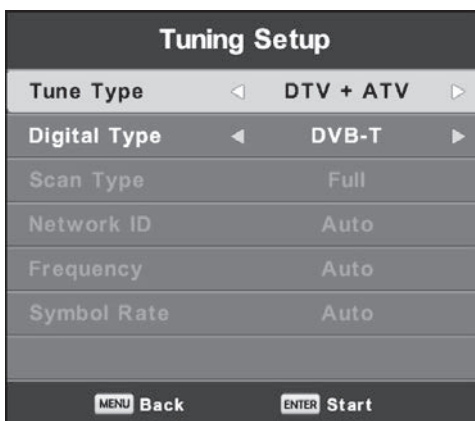 Tuning Setup
Tune Type DTV + ATV
Digital Type DVB-T
Scan Type Full
Network ID Auto
Frequency Auto
Symbol Rate Auto
MENU Back ENTER Start